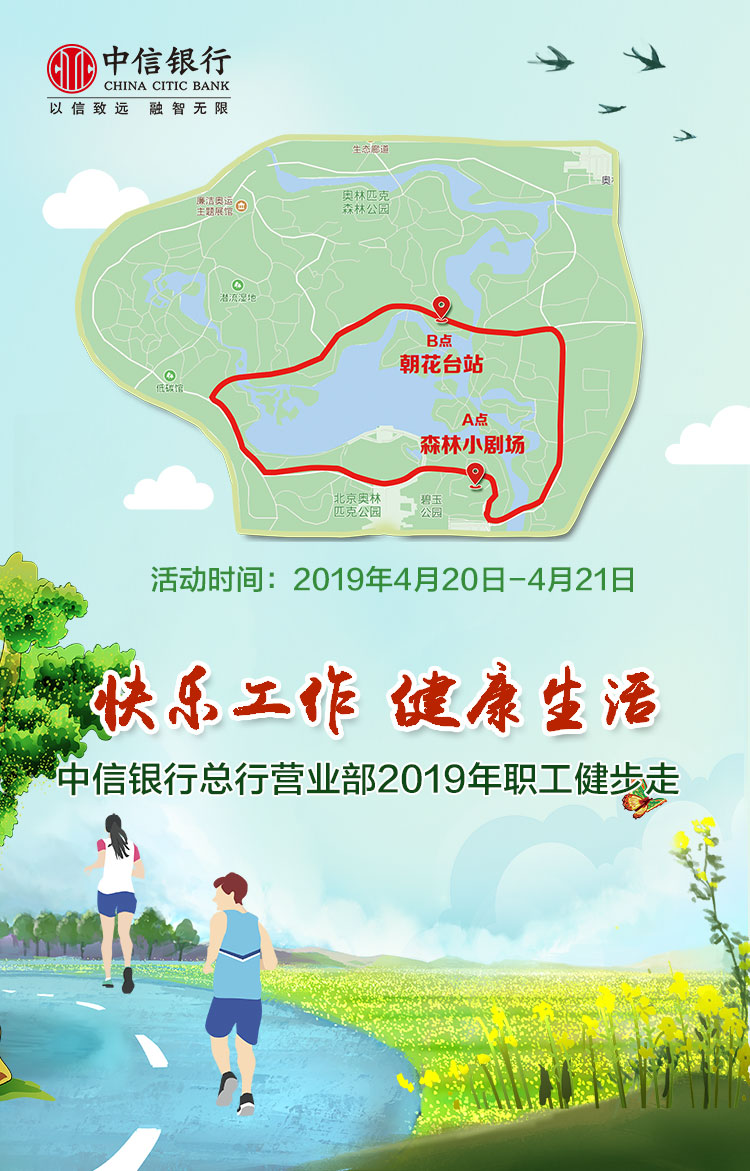 中信银行
CHINA CITIC BANK
以信致远 融智无限
生态廊道
奥林匹克
森林公园
奥
廉洁奥运
主题展馆
潜流湿地
B点
朝花台站
低碳馆
A点
森林小剧场
北京奥林
匹克公园
碧玉
公园
活动时间：2019年4月20日-4月21日
快乐工作 健康生活
中信银行总行营业部2019年职工健步走